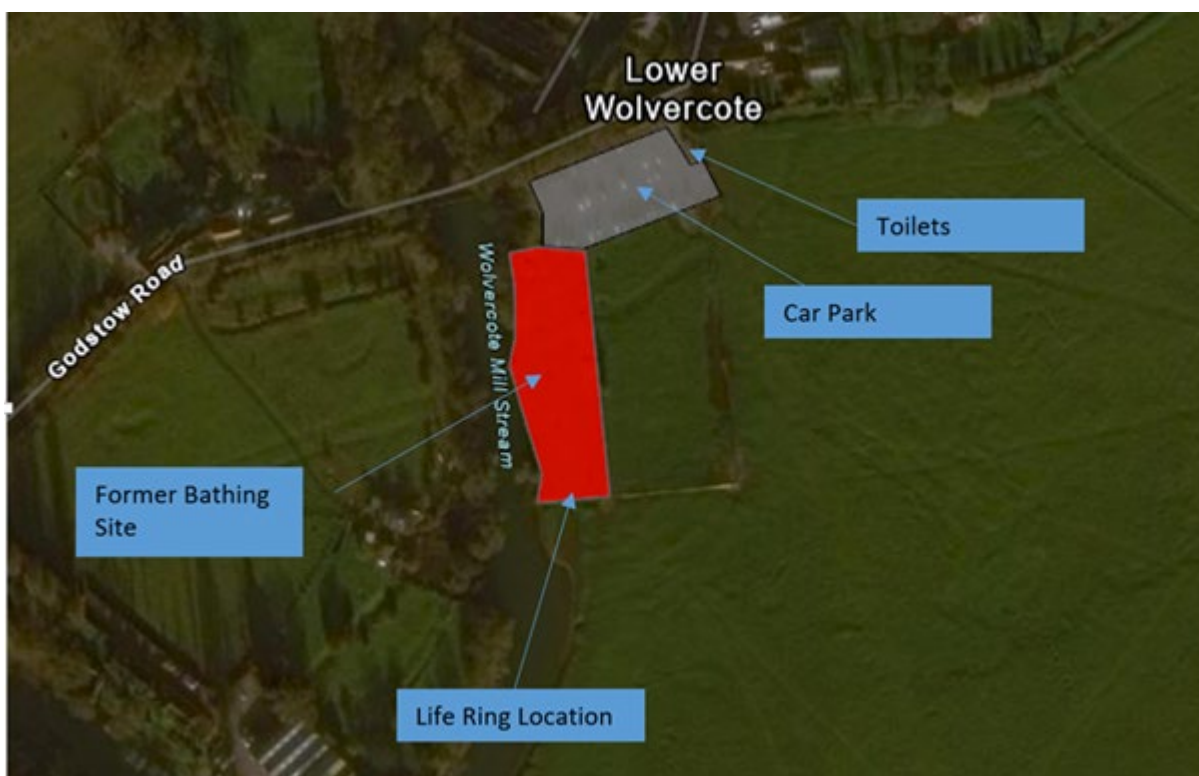 Lower
Wolvercote
Toilets
Car Park
Godstow Road
Wolvercote Mill Stream
Former Bathing
Site
Life Ring Location